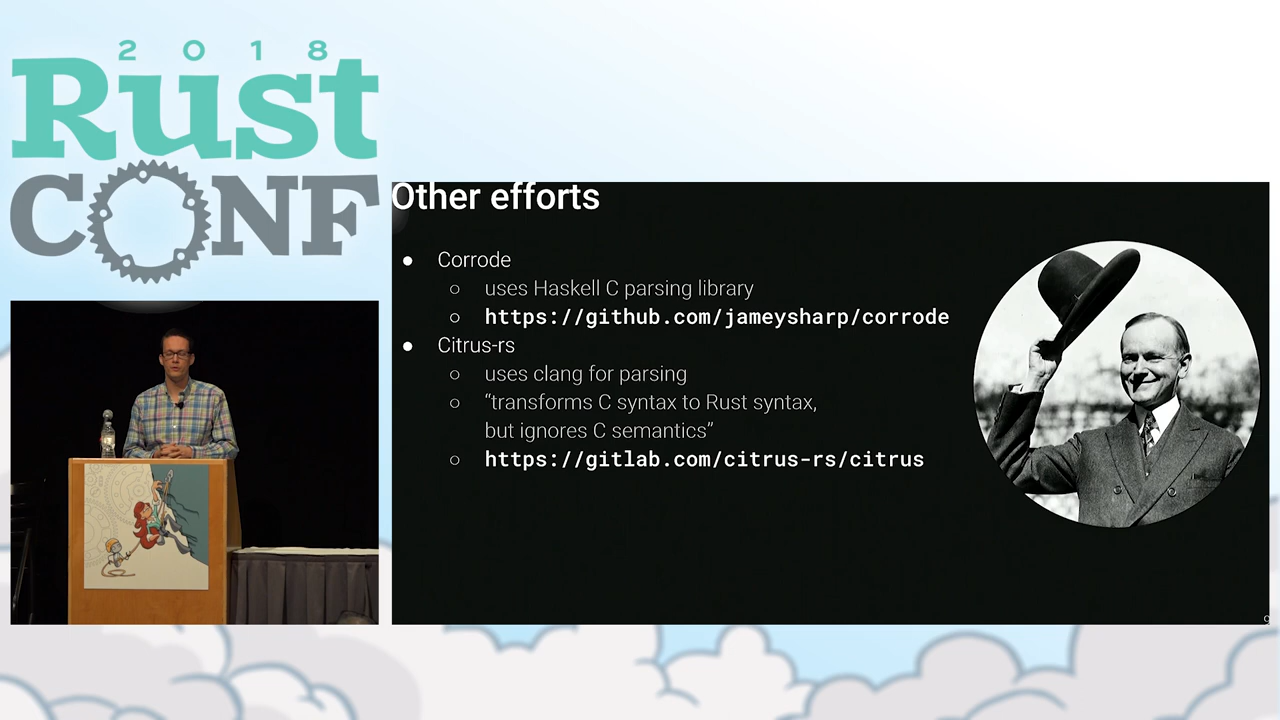 2018
Rust
CONF
Other efforts
● Corrode
○ uses Haskell C parsing library
○ https://github.com/jameysharp/corrode
● Citrus-rs
○ uses clang for parsing
○ “transforms C syntax to Rust syntax,
but ignores C semantics”
○ https://gitlab.com/citrus-rs/citrus
9